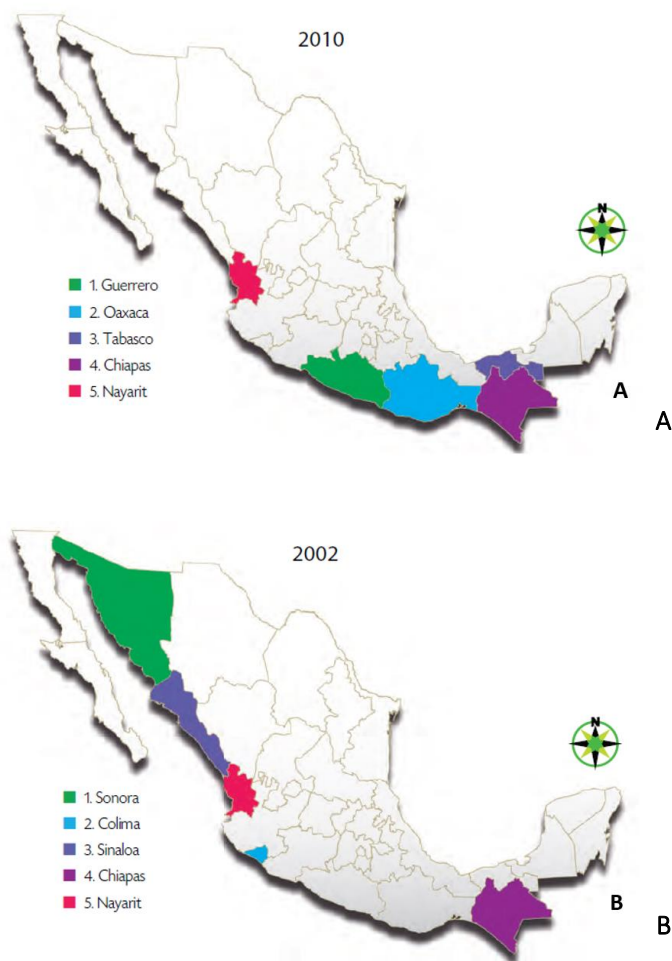 2010
N
1. Guerrero
2. Oaxaca
3. Tabasco
4. Chiapas
5. Nayarit
A
A
2002
N
1. Sonora
2. Colima
3. Sinaloa
4. Chiapas
5. Nayarit
B
B